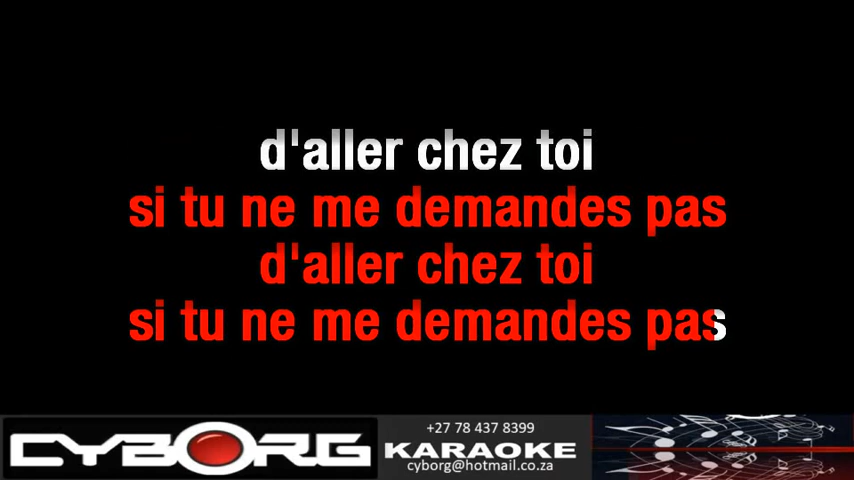 d'aller chez toi
si tu ne me demandes pas
d'aller chez toi
si tu ne me demandes pas
CYBORG
+27 78 437 8399
KARAOKE
cyborg@hotmail.co.za